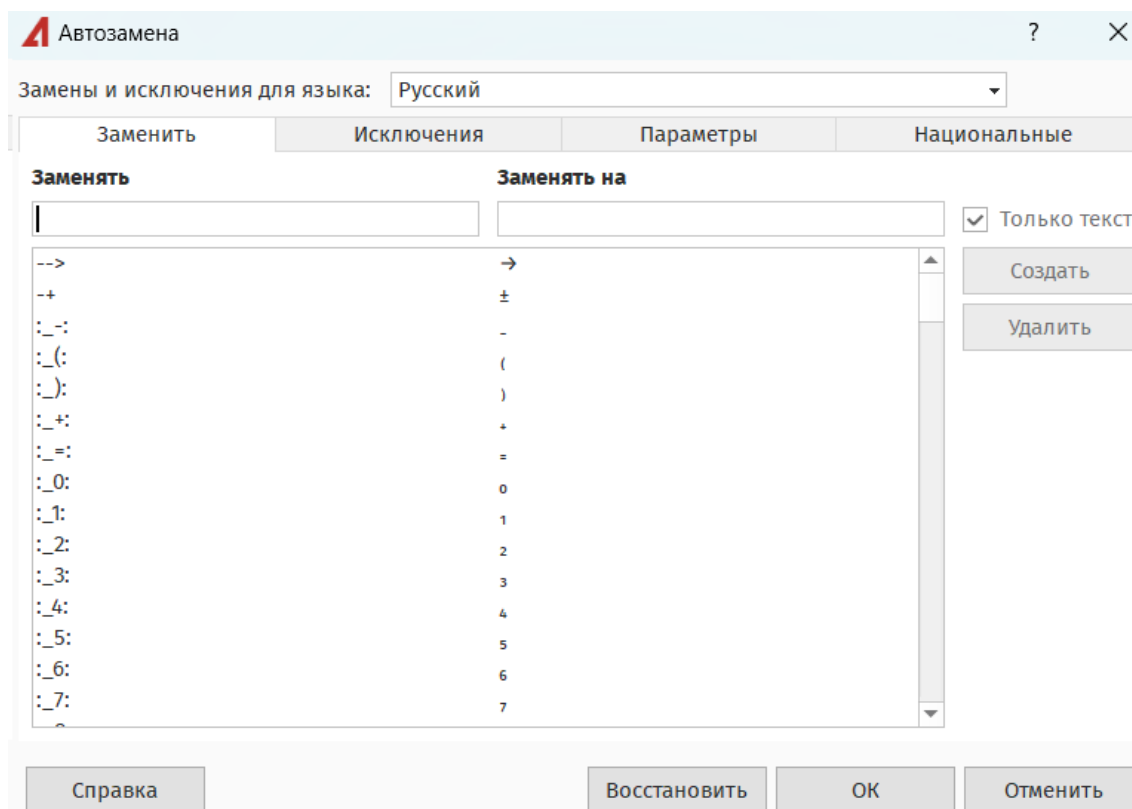 Автозамена ? ×
Замены и исключения для языка: Русский
Заменить Исключения Параметры Национальные
Заменять Заменять на
Только текст
--> →
Создать
-+ ±
:_-: ₋
Удалить
:_(: ₍
:_): ₎
:_+: ₊
:_=: ₌
:_0: ₀
:_1: ₁
:_2: ₂
:_3: ₃
:_4: ₄
:_5: ₅
:_6: ₆
:_7: ₇
Справка Восстановить ОК Отменить